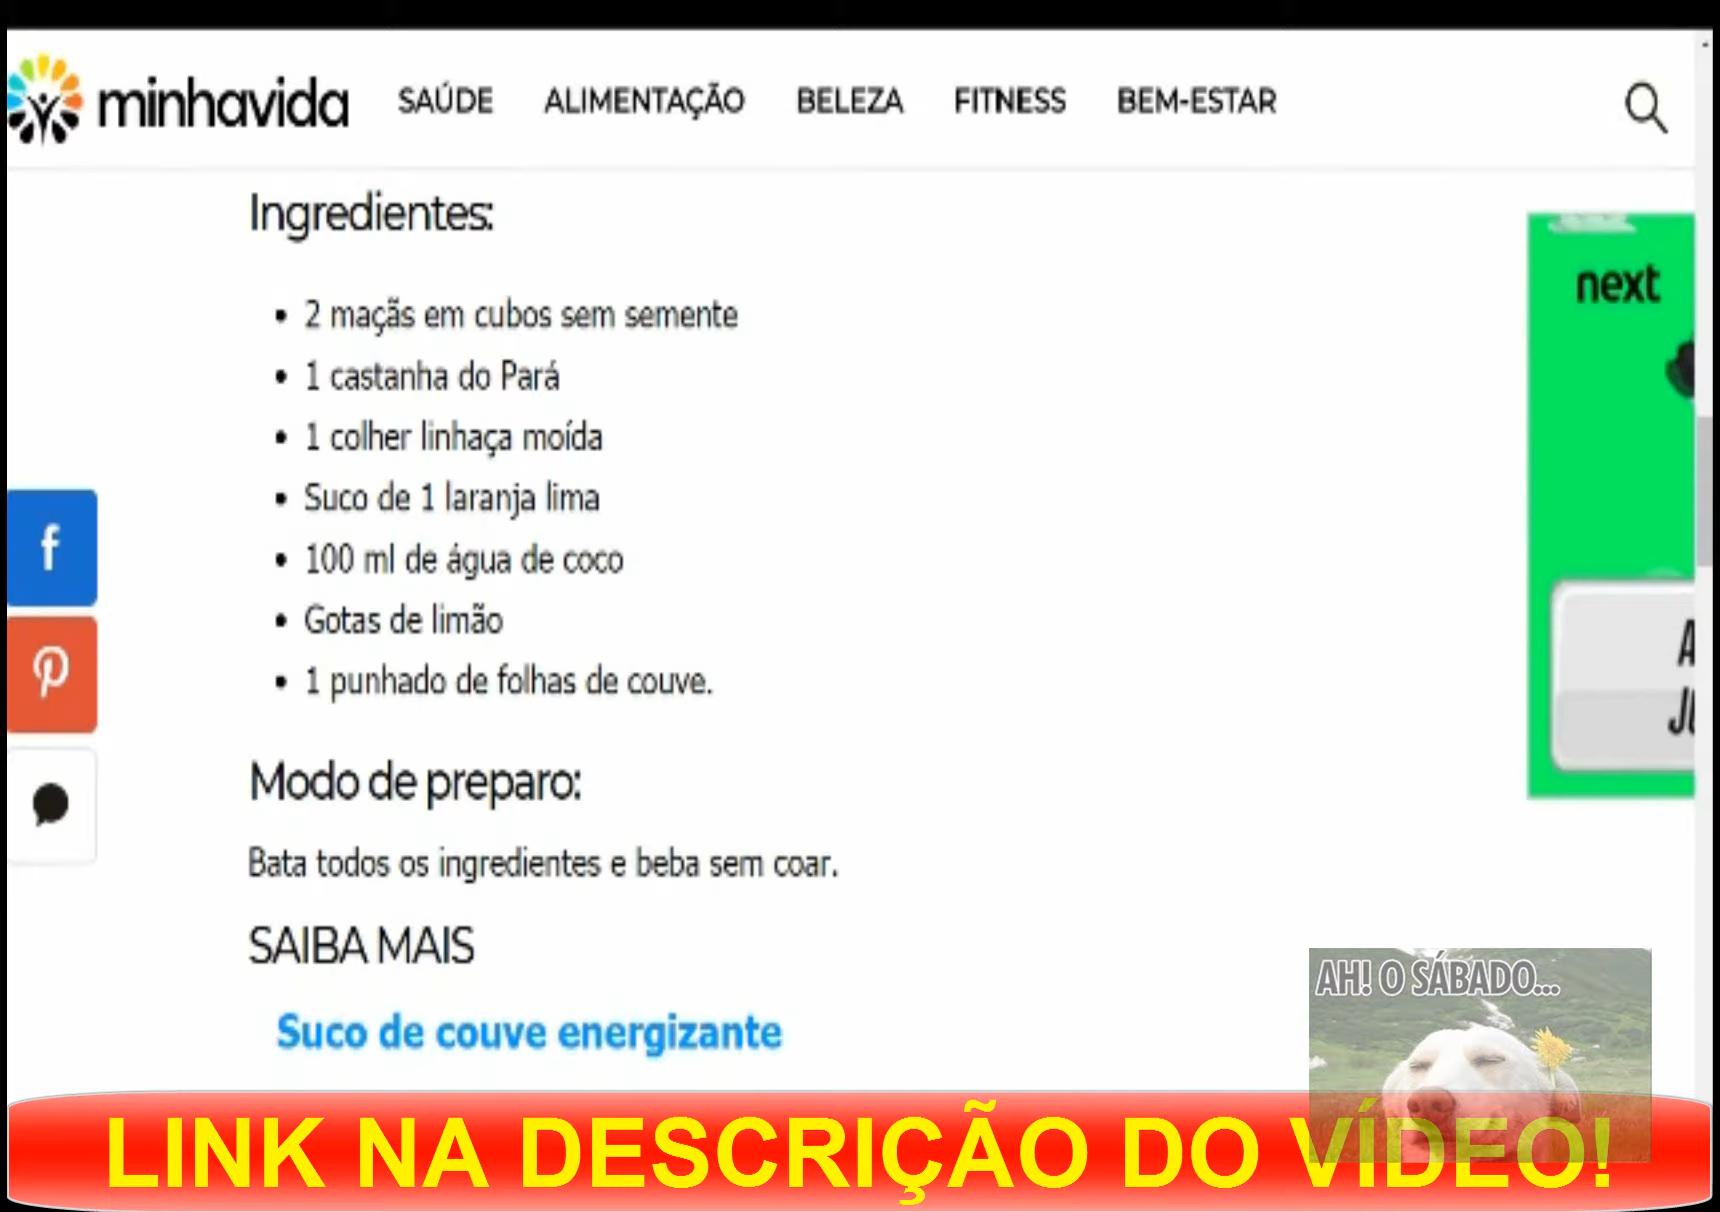 minhavida SAÚDE ALIMENTAÇÃO BELEZA FITNESS BEM-ESTAR
Ingredientes:
• 2 maçãs em cubos sem semente
• 1 castanha do Pará
• 1 colher linhaça moída
• Suco de 1 laranja lima
• 100 ml de água de coco
• Gotas de limão
• 1 punhado de folhas de couve.
next
f
Modo de preparo:
Bata todos os ingredientes e beba sem coar.
SAIBA MAIS
Suco de couve energizante
AH! O SÁBADO...
LINK NA DESCRIÇÃO DO VÍDEO!